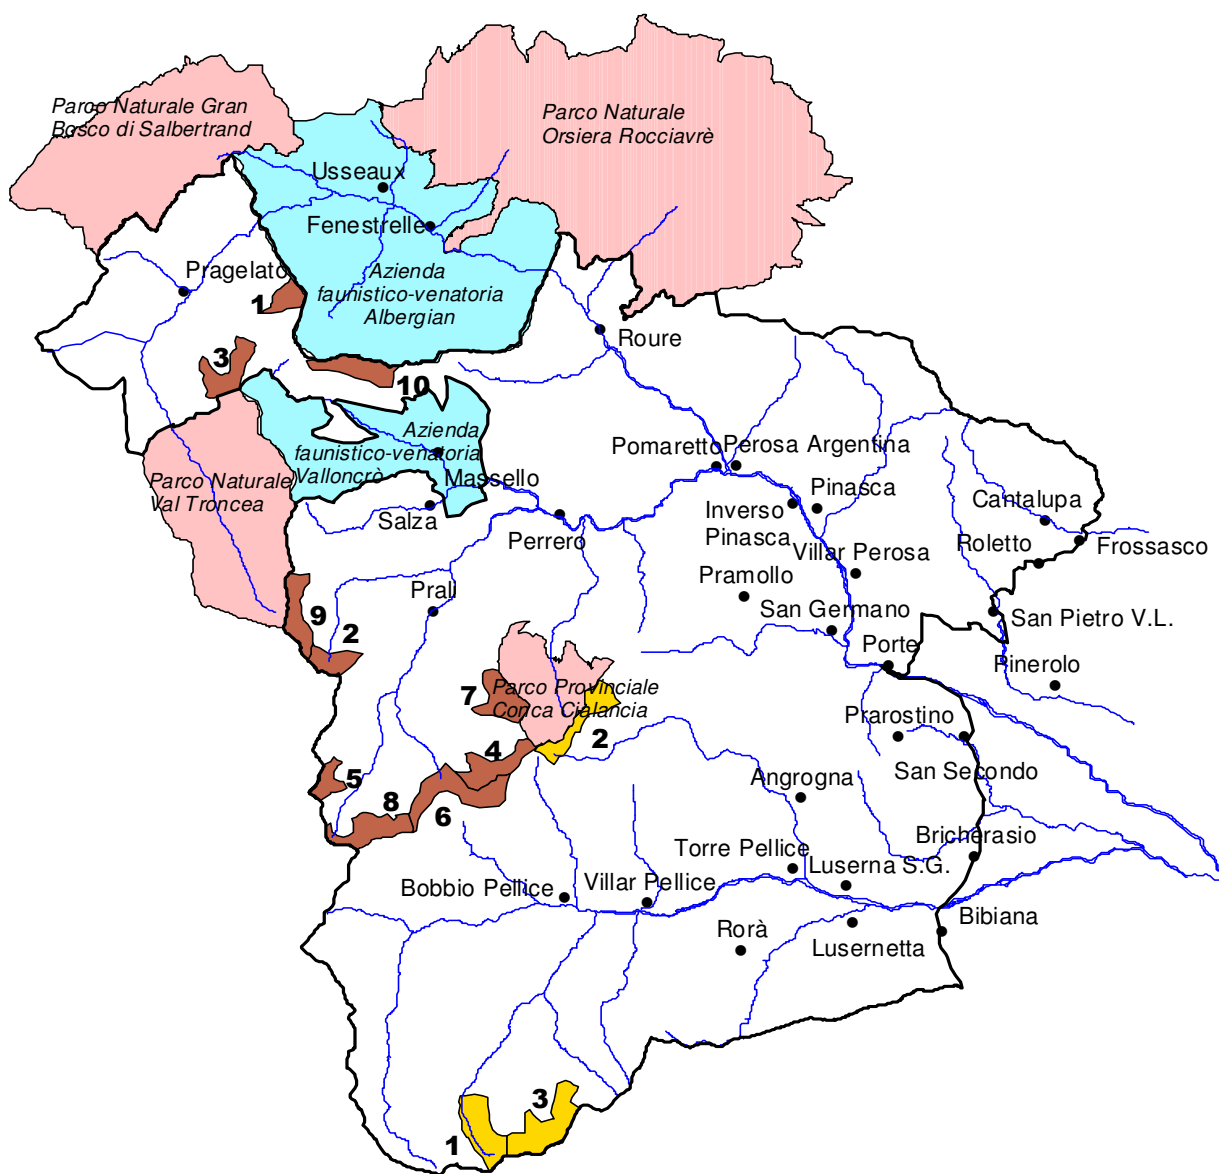 Parco Naturale Gran
Bosco di Salbertrand
Parco Naturale
Orsiera Rocciavrè
Usseaux
Fenestrelle
Pragelato
Azienda
faunistico-venatoria
Albergian
1
Roure
3
10
Azienda
faunistico-venatoria
Valloncrò
Pomaretto
Perosa Argentina
Parco Naturale
Val Troncea
Massello
Salza
Perrero
Inverso
Pinasca
Pinasca
Cantalupa
Frossasco
Roletto
Villar Perosa
Pramollo
Prali
San Germano
San Pietro V.L.
9
2
Porte
Pinerolo
7
Parco Provinciale
Conca Cialancia
2
4
Prarostino
San Secondo
5
8
6
Angrogna
Bricherasio
Torre Pellice
Luserna S.G.
Bobbio Pellice
Villar Pellice
Bibiana
Rorà
Lusernetta
3
1